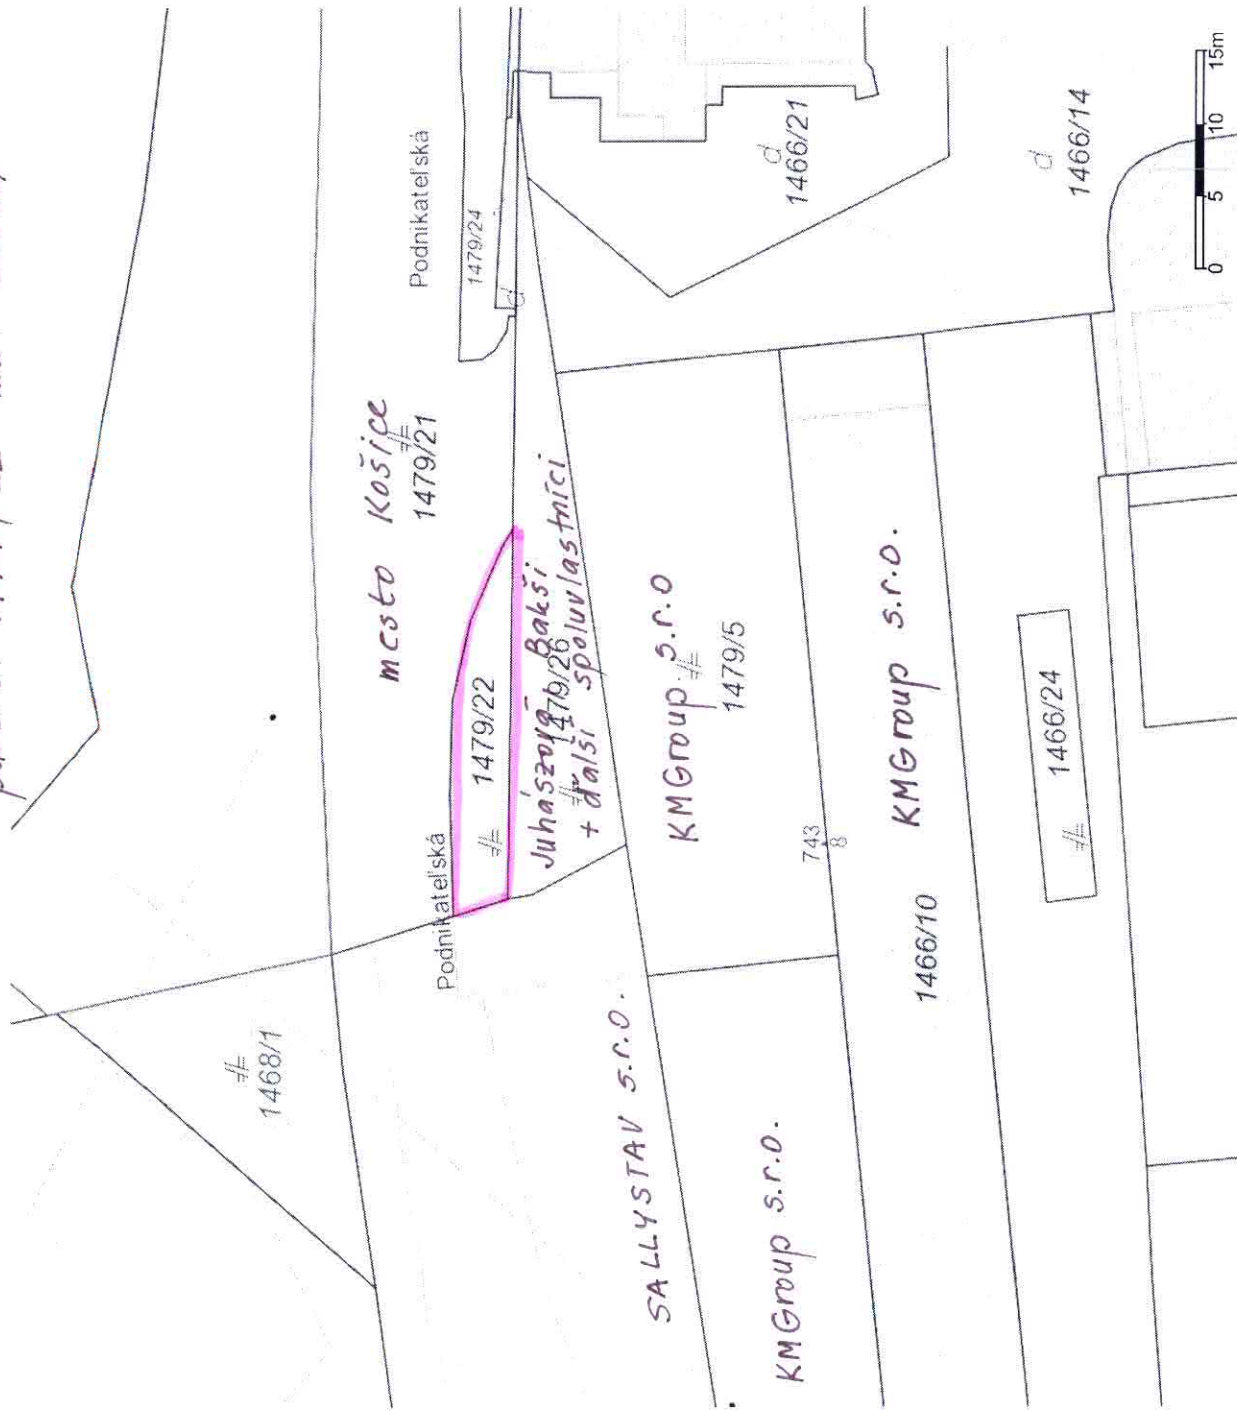 Podnikateľská
1479/24
d
mesto Košice
1479/21
Podnikateľská
1479/22
Juhászová - Bakši
1479/26
+ ďalší spoluvlastníci
1468/1
d
1466/21
d
1466/14
KMGroup s.r.o
1479/5
SALLYSTAV s.r.o.
743
8
KMGroup s.r.o.
KMGroup s.r.o.
1466/10
1466/24
0 5 10 15m